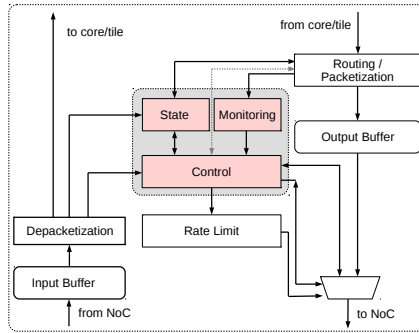 from core/tile
to core/tile
Routing /
Packetization
State
Monitoring
Output Buffer
Control
Depacketization
Rate Limit
Input Buffer
from NoC
to NoC